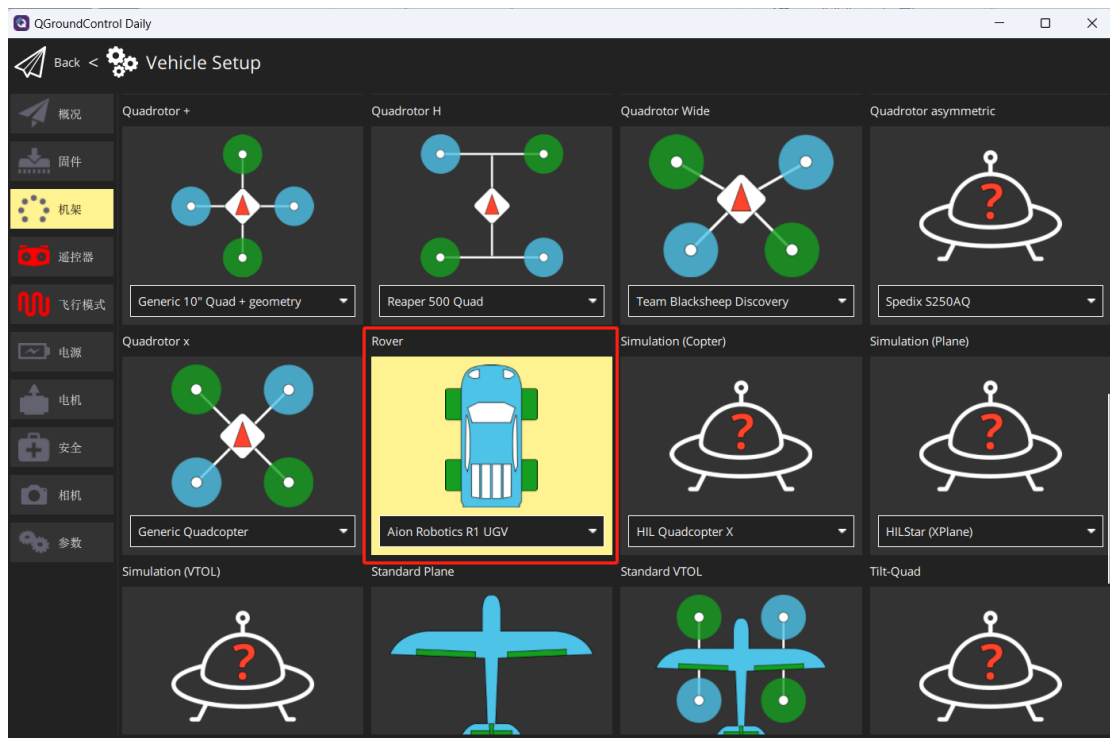 QGroundControl Daily
Back < Vehicle Setup
概况
固件
机架
遥控器
飞行模式
电源
电机
安全
相机
参数
Quadrotor +
Quadrotor H
Quadrotor Wide
Quadrotor asymmetric
?
Generic 10" Quad + geometry
Reaper 500 Quad
Team Blacksheep Discovery
Spedix S250AQ
Quadrotor x
Rover
Simulation (Copter)
Simulation (Plane)
?
?
Generic Quadcopter
Aion Robotics R1 UGV
HIL Quadcopter X
HILStar (XPlane)
Simulation (VTOL)
Standard Plane
Standard VTOL
Tilt-Quad
?
?